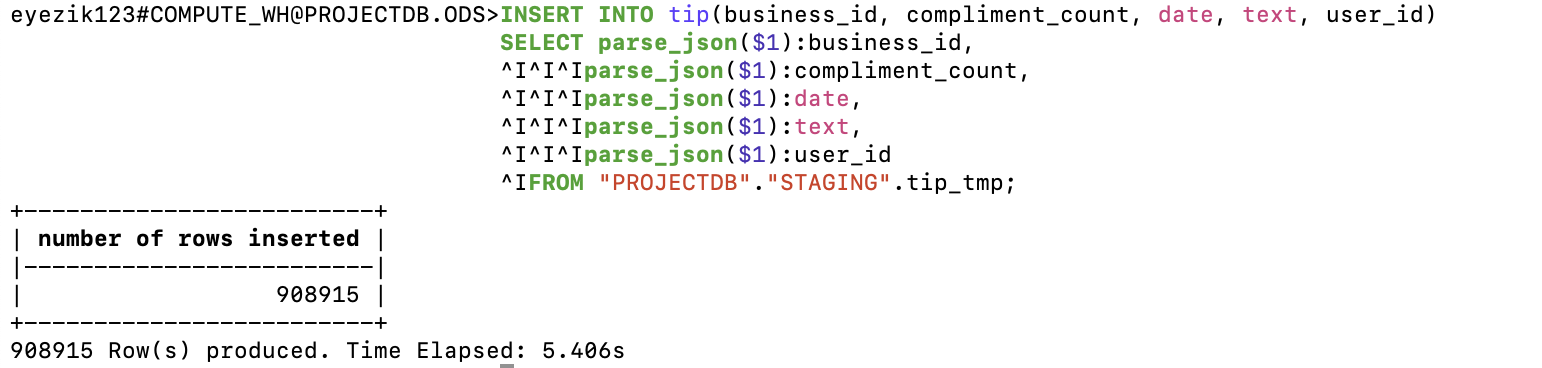 eyezik123#COMPUTE_WH@PROJECTDB.ODS>INSERT INTO tip(business_id, compliment_count, date, text, user_id)
SELECT parse_json($1):business_id,
^I^I^Iparse_json($1):compliment_count,
^I^I^Iparse_json($1):date,
^I^I^Iparse_json($1):text,
^I^I^Iparse_json($1):user_id
^IFROM "PROJECTDB"."STAGING".tip_tmp;
+-------------------------+
| number of rows inserted |
|-------------------------|
|                  908915 |
+-------------------------+
908915 Row(s) produced. Time Elapsed: 5.406s